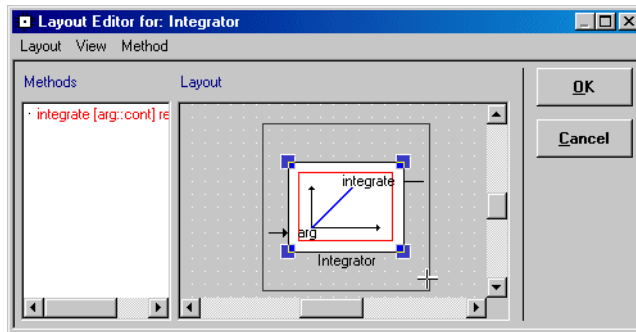 Layout Editor for: Integrator
Layout View Method
Methods
Layout
OK
Cancel
· integrate [arg::cont] re
integrate
arg
Integrator